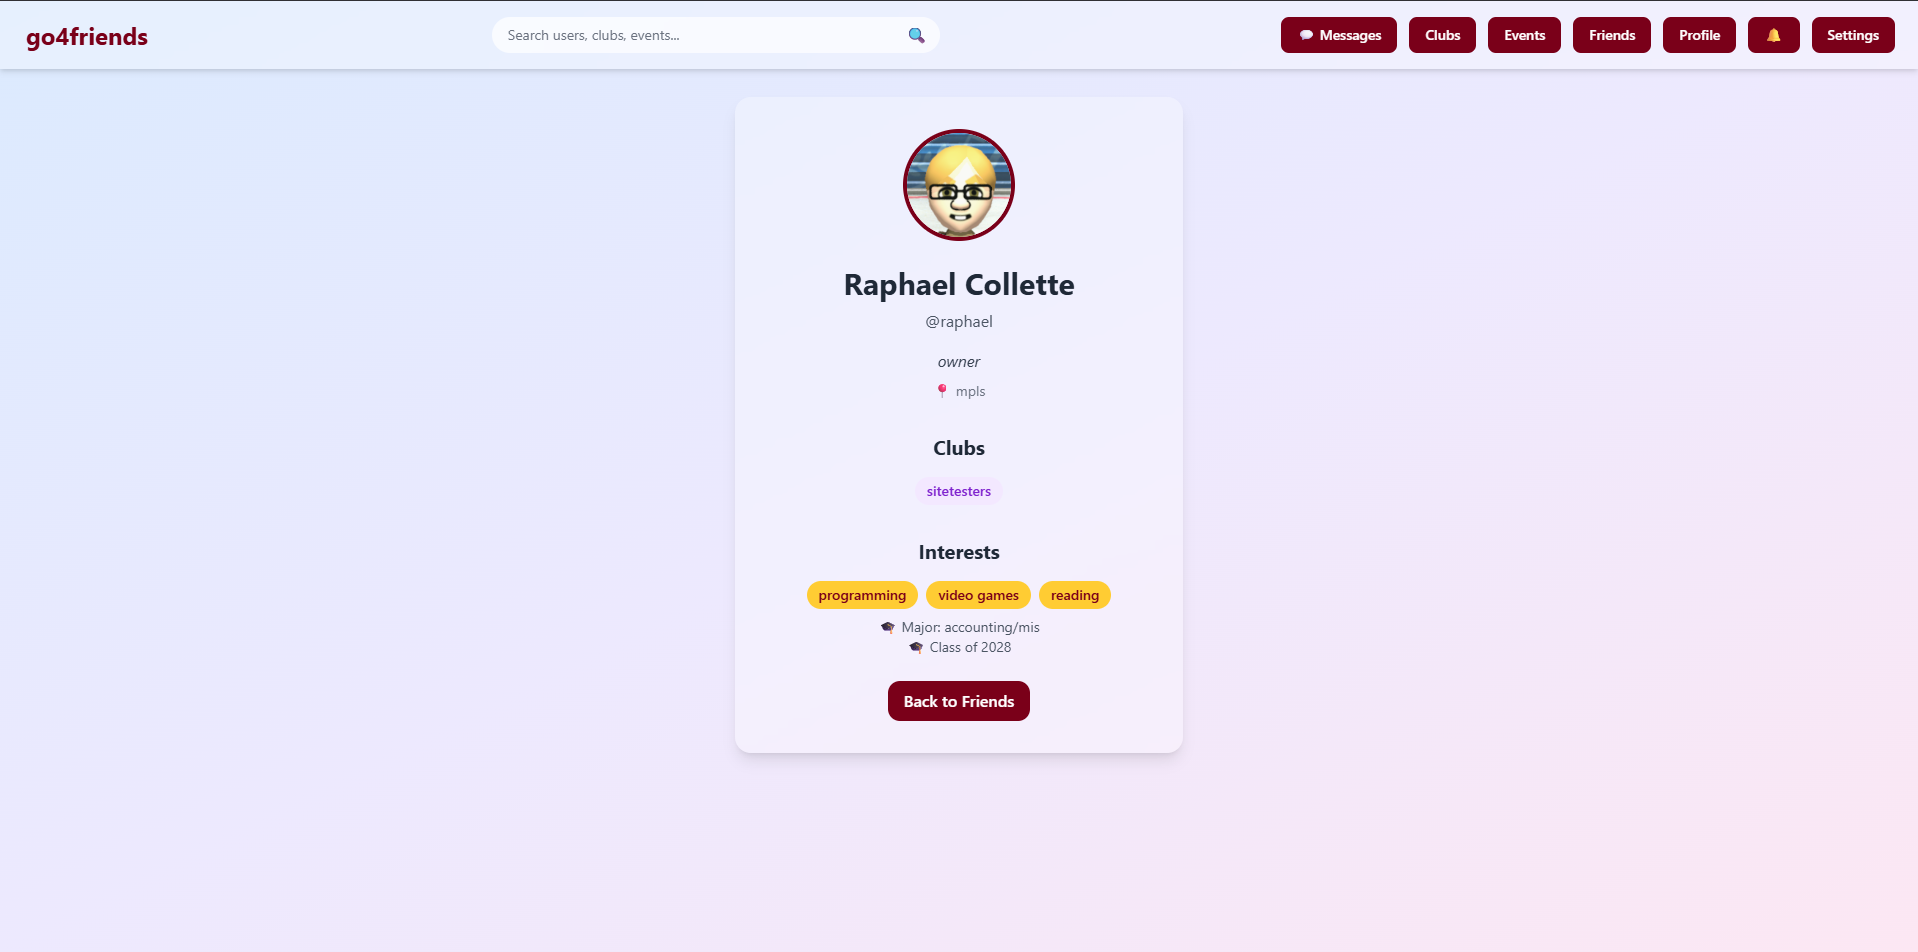 go4friends
Search users, clubs, events...
Messages
Clubs
Events
Friends
Profile
Settings
Raphael Collette
@raphael
owner
mpls
Clubs
sitetesters
Interests
programming
video games
reading
Major: accounting/mis
Class of 2028
Back to Friends